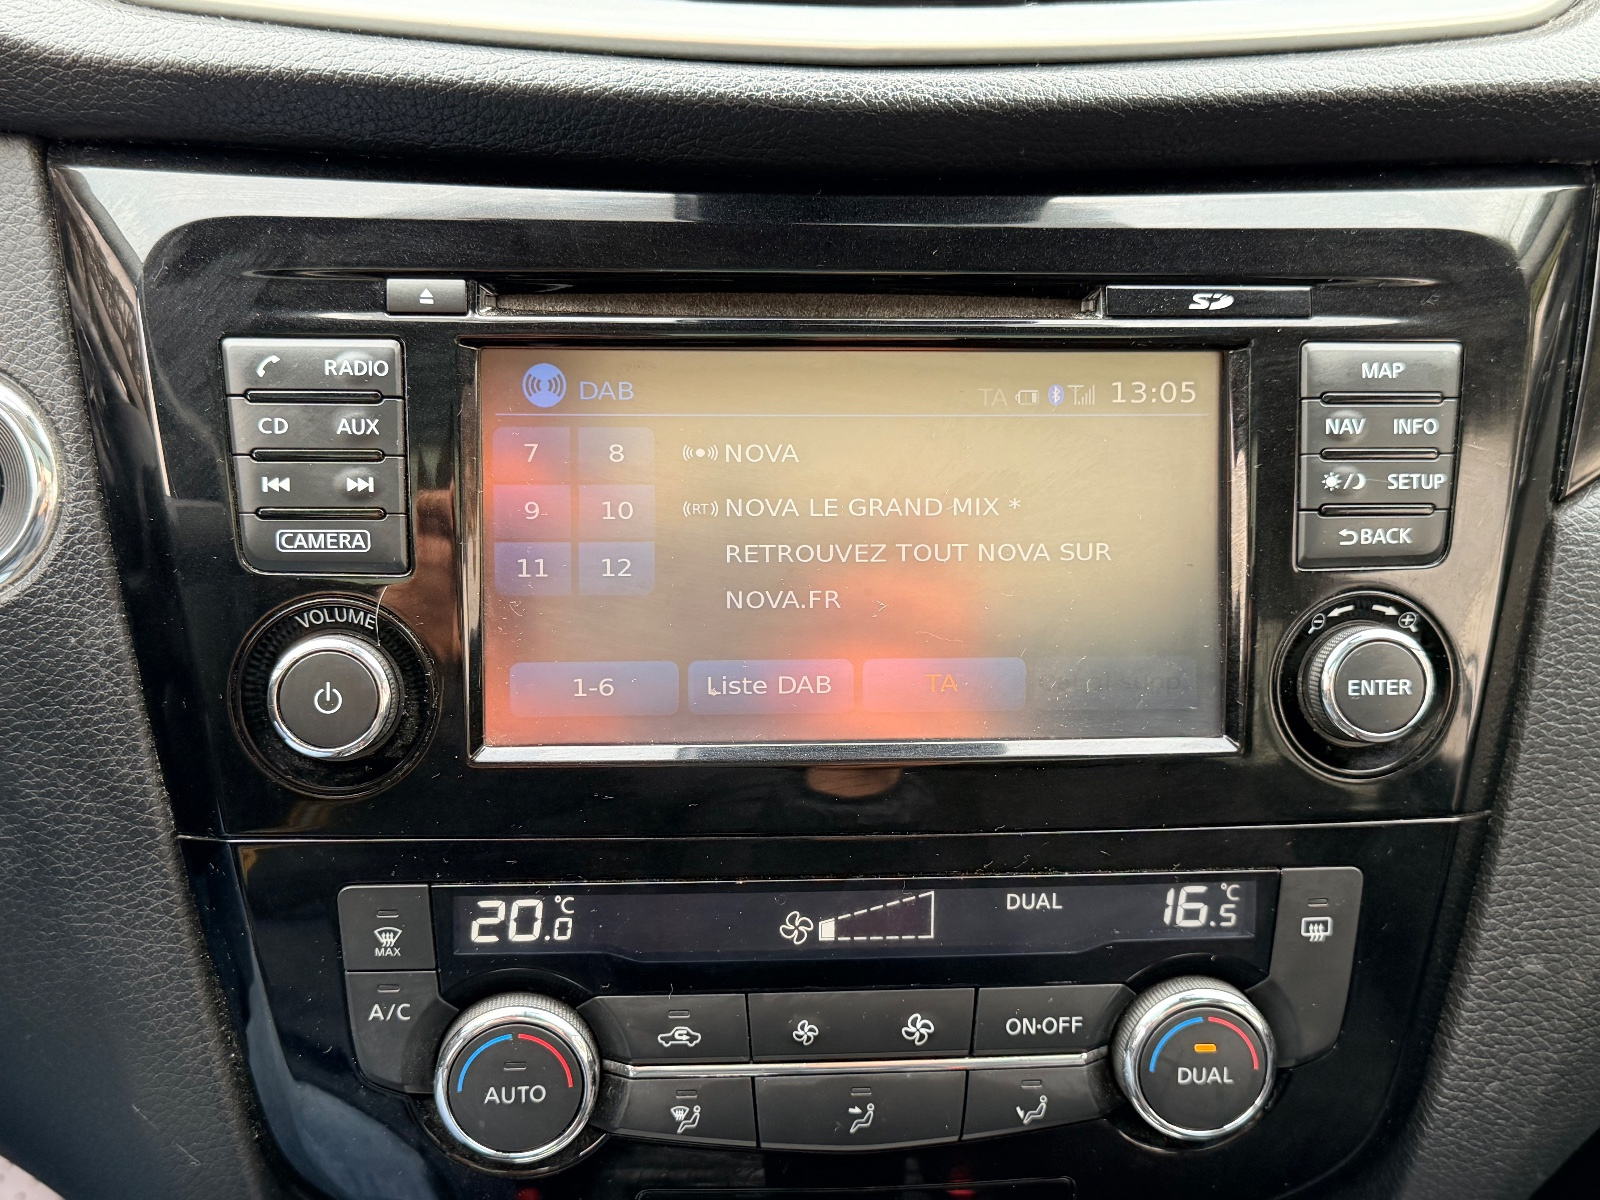 SD
RADIO
CD AUX
CAMERA
VOLUME
DAB TA 13:05
7 8 NOVA
9 10 (RT) NOVA LE GRAND MIX *
RETROUVEZ TOUT NOVA SUR
11 12
NOVA.FR
1-6 Liste DAB TA
MAP
NAV INFO
SETUP
BACK
ENTER
20.0 °C DUAL 16.5 °C
MAX
A/C
AUTO
ON•OFF
DUAL